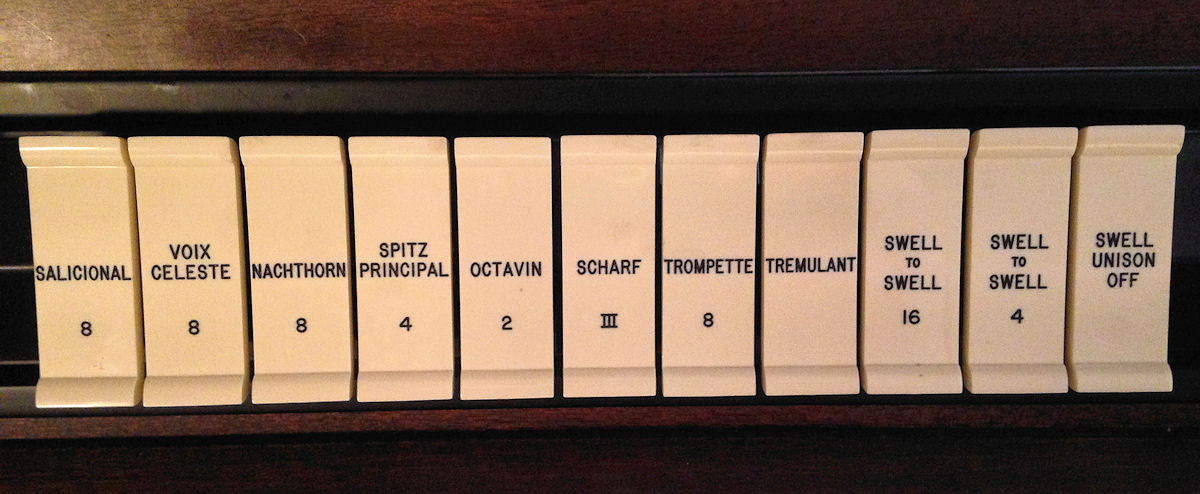 SALICIONAL
8
VOIX
CELESTE
8
NACHTHORN
8
SPITZ
PRINCIPAL
4
OCTAVIN
2
SCHARF
III
TROMPETTE
8
TREMULANT
SWELL
TO
SWELL
16
SWELL
TO
SWELL
4
SWELL
UNISON
OFF